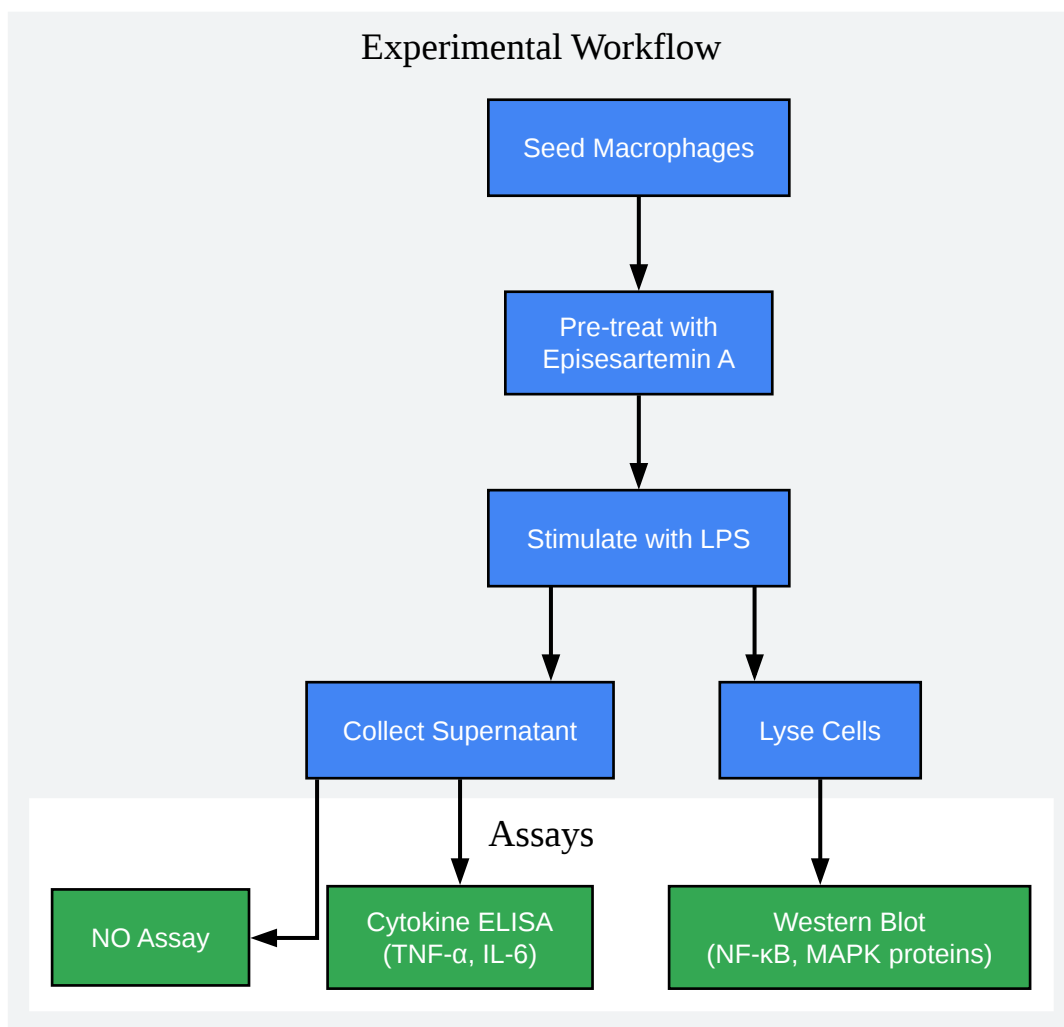 Experimental Workflow
Seed Macrophages
Pre-treat with
Episesartemin A
Stimulate with LPS
Collect Supernatant
Lyse Cells
Assays
NO Assay
Cytokine ELISA
(TNF-α, IL-6)
Western Blot
(NF-κB, MAPK proteins)